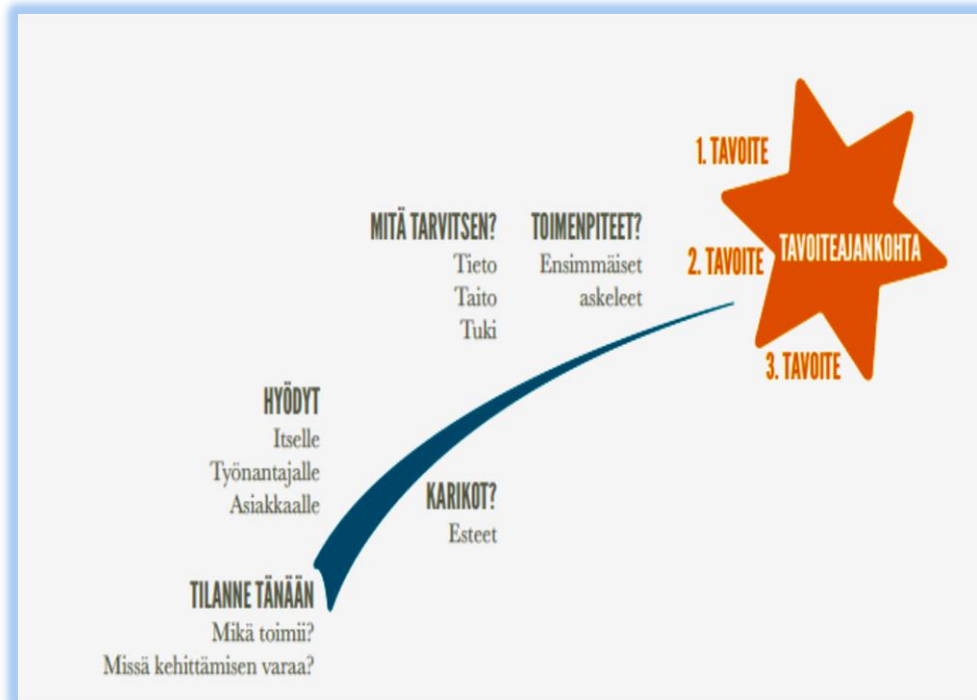 1. TAVOITE
MITÄ TARVITSEN?
Tieto
Taito
Tuki
TOIMENPITEET?
Ensimmäiset
askeleet
2. TAVOITE
TAVOITEAJANKOHTA
3. TAVOITE
HYÖDYT
Itselle
Työnantajalle
Asiakkaalle
KARIKOT?
Esteet
TILANNE TÄNÄÄN
Mikä toimii?
Missä kehittämisen varaa?